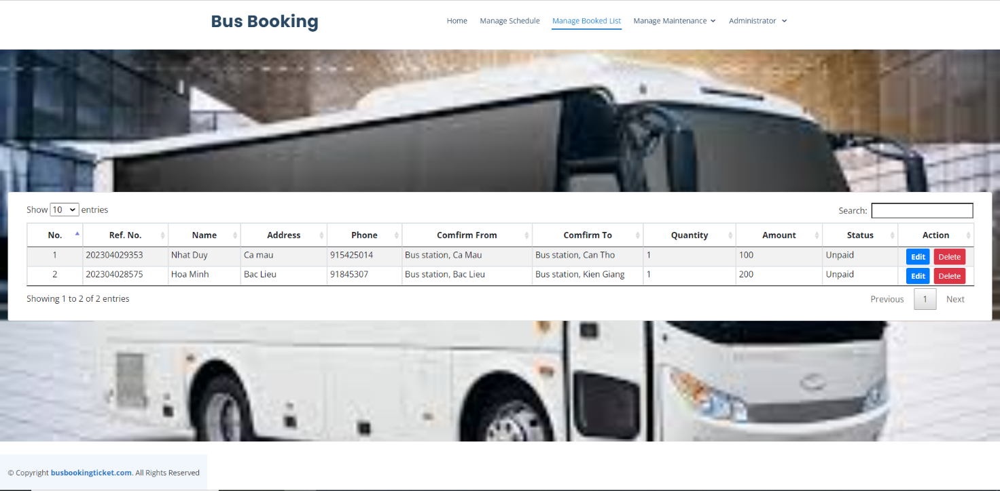 Bus Booking
Home Manage Schedule Manage Booked List Manage Maintenance Administrator
Show 10 entries Search:
No. Ref. No. Name Address Phone Comfirm From Comfirm To Quantity Amount Status Action
1 202304029353 Nhat Duy Ca mau 915425014 Bus station, Ca Mau Bus station, Can Tho 1 100 Unpaid Edit Delete
2 202304028575 Hoa Minh Bac Lieu 91845307 Bus station, Bac Lieu Bus station, Kien Giang 1 200 Unpaid Edit Delete
Showing 1 to 2 of 2 entries Previous 1 Next
© Copyright busbookingticket.com. All Rights Reserved